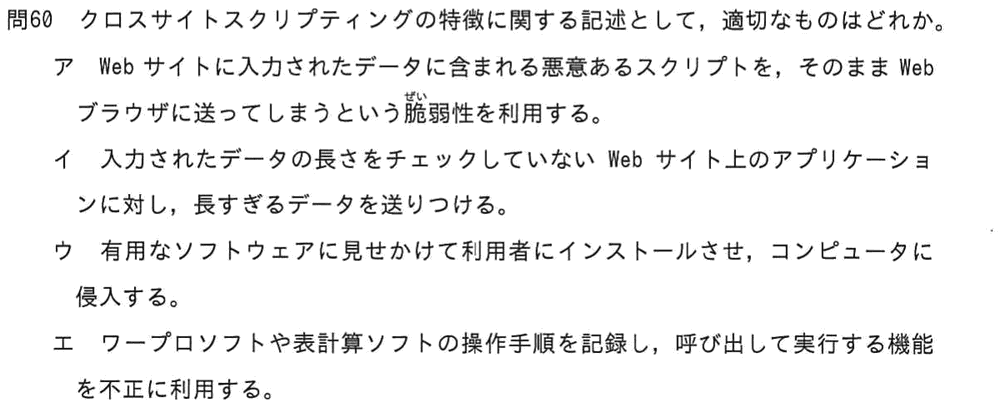 問60　クロスサイトスクリプティングの特徴に関する記述として，適切なものはどれか。
ア　Web サイトに入力されたデータに含まれる悪意あるスクリプトを，そのまま Web
ぜい
ブラウザに送ってしまうという脆弱性を利用する。
イ　入力されたデータの長さをチェックしていない Web サイト上のアプリケーショ
ンに対し，長すぎるデータを送りつける。
ウ　有用なソフトウェアに見せかけて利用者にインストールさせ，コンピュータに
侵入する。
エ　ワープロソフトや表計算ソフトの操作手順を記録し，呼び出して実行する機能
を不正に利用する。